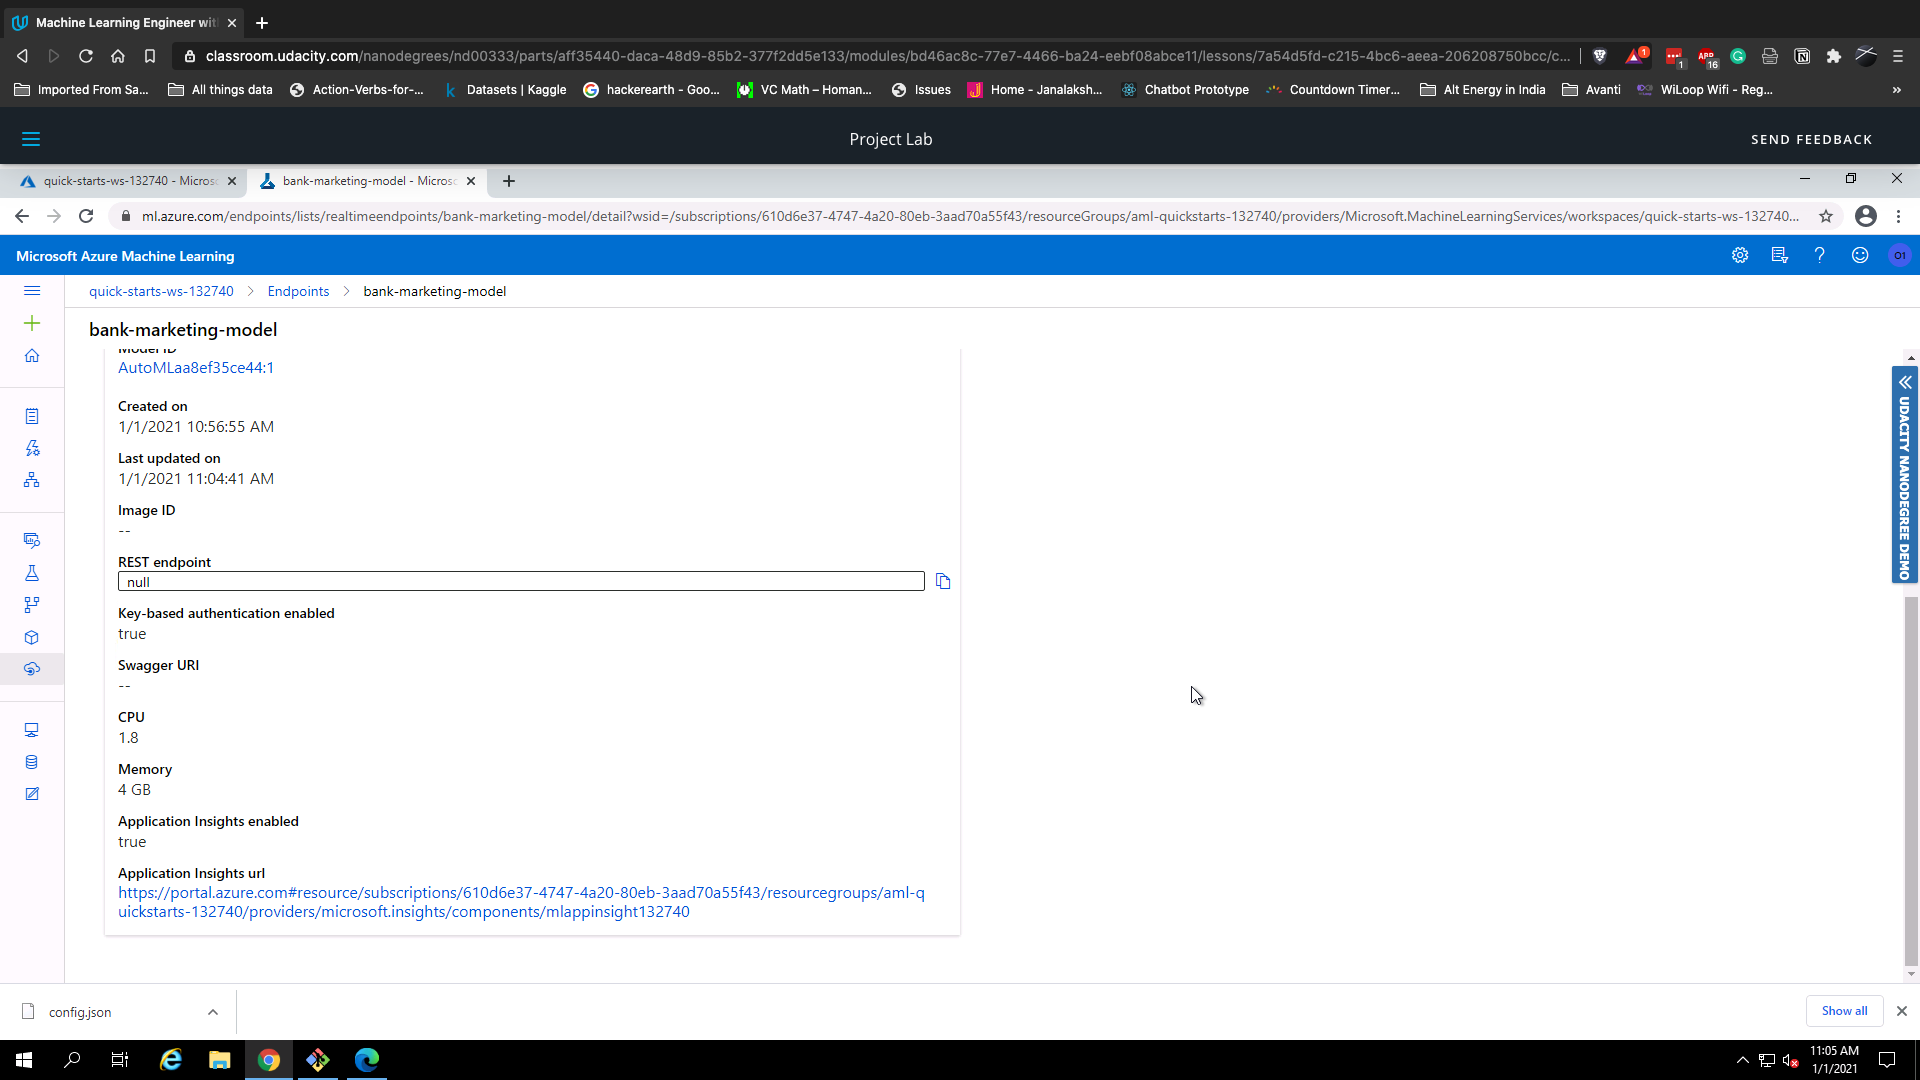 Machine Learning Engineer wit
classroom.udacity.com/nanodegrees/nd00333/parts/aff35440-daca-48d9-85b2-377f2dd5e133/modules/bd46ac8c-77e7-4466-ba24-eebf08abce11/lessons/7a54d5fd-c215-4bc6-aeea-206208750bcc/c...
1
1
ABP
16
Imported From Sa...
All things data
Action-Verbs-for-...
Datasets | Kaggle
hackerearth - Goo...
VC Math – Homan...
Issues
Home - Janalaksh...
Chatbot Prototype
Countdown Timer...
Alt Energy in India
Avanti
WiLoop Wifi - Reg...
»
Project Lab
SEND FEEDBACK
quick-starts-ws-132740 - Micros
bank-marketing-model - Micros
ml.azure.com/endpoints/lists/realtimeendpoints/bank-marketing-model/detail?wsid=/subscriptions/610d6e37-4747-4a20-80eb-3aad70a55f43/resourceGroups/aml-quickstarts-132740/providers/Microsoft.MachineLearningServices/workspaces/quick-starts-ws-132740...
Microsoft Azure Machine Learning
O1
quick-starts-ws-132740 > Endpoints > bank-marketing-model
bank-marketing-model
Model ID
AutoMLaa8ef35ce44:1
Created on
1/1/2021 10:56:55 AM
Last updated on
1/1/2021 11:04:41 AM
Image ID
--
REST endpoint
null
Key-based authentication enabled
true
Swagger URI
--
CPU
1.8
Memory
4 GB
Application Insights enabled
true
Application Insights url
https://portal.azure.com#resource/subscriptions/610d6e37-4747-4a20-80eb-3aad70a55f43/resourcegroups/aml-q
uickstarts-132740/providers/microsoft.insights/components/mlappinsight132740
UDACITY NANODEGREE DEMO
config.json
Show all
11:05 AM
1/1/2021